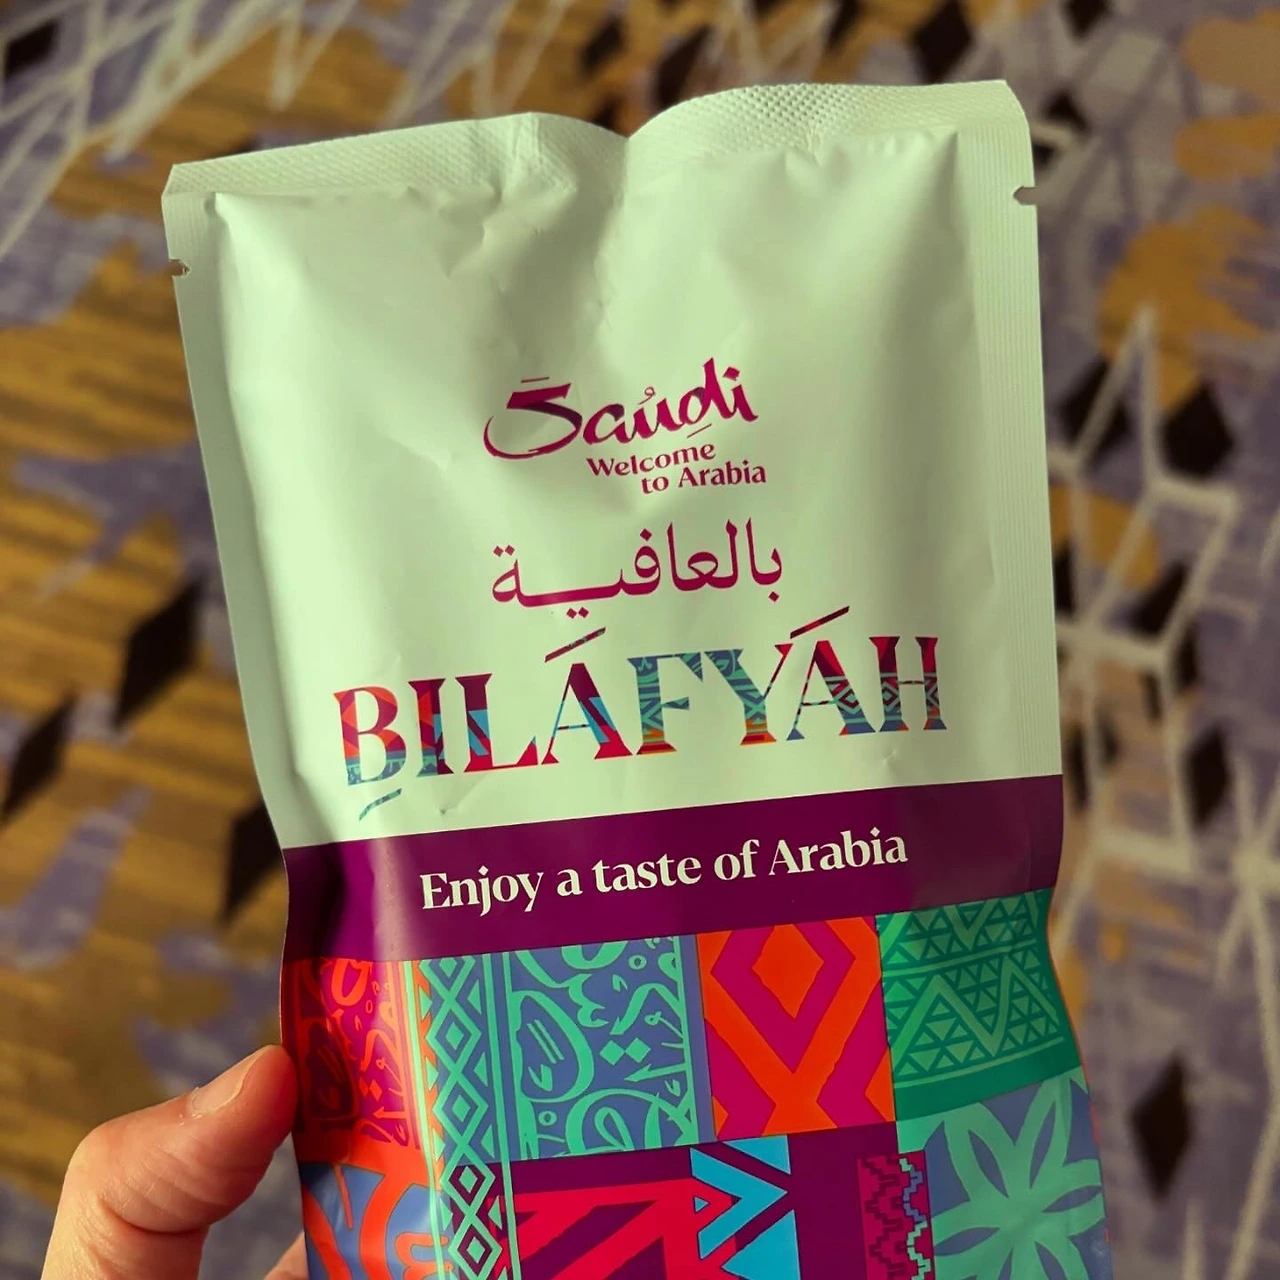 Saudi
Welcome
to Arabia
بالعافية
BILAFYAH
Enjoy a taste of Arabia